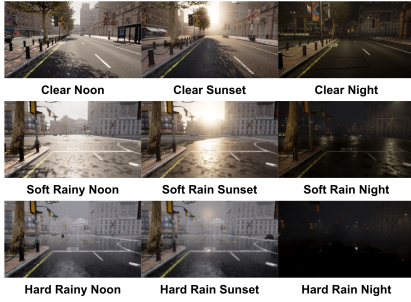 Clear Noon
Clear Sunset
Clear Night
Soft Rainy Noon
Soft Rain Sunset
Soft Rain Night
Hard Rainy Noon
Hard Rain Sunset
Hard Rain Night